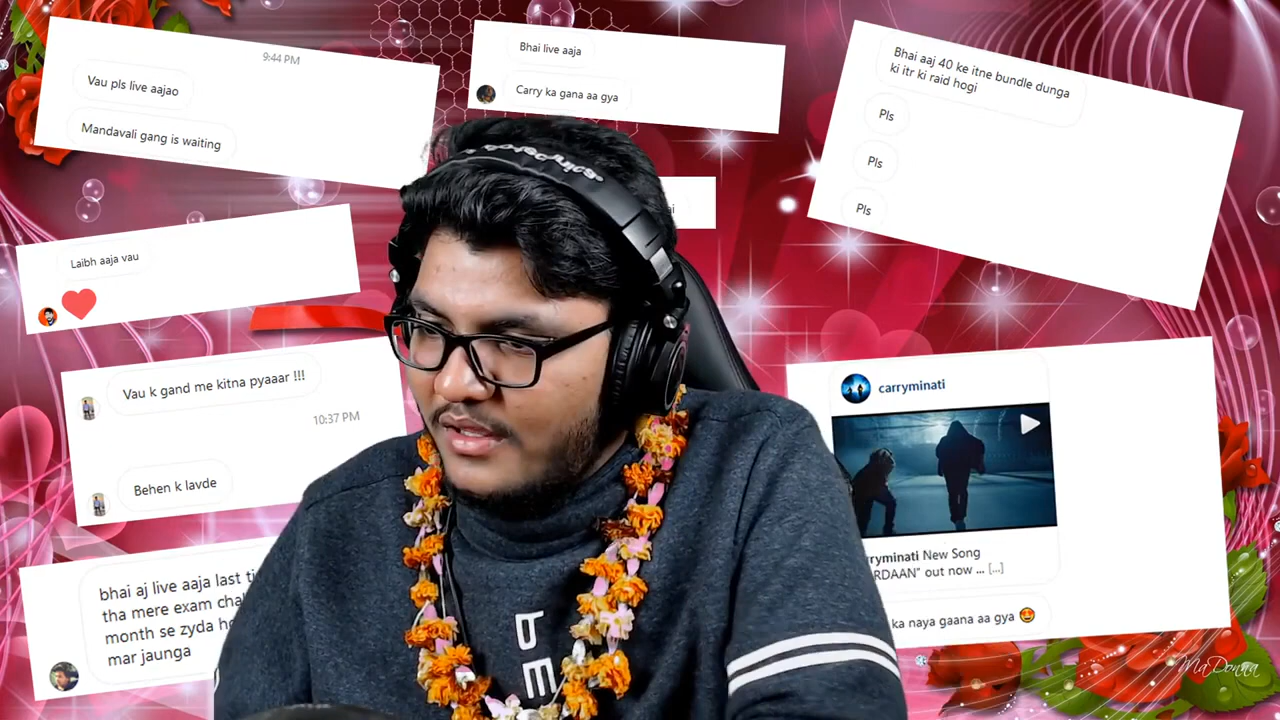 9:44 PM
Vau pls live aajao
Mandavali gang is waiting
Bhai live aaja
Carry ka gana aa gya
Bhai aaj 40 ke itne bundle dunga
ki itr ki raid hogi
Pls
Pls
Pls
Laibh aaja vau
Vau k gand me kitna pyaaar !!!
10:37 PM
Behen k lavde
bhai aj live aaja last ti
tha mere exam chal
month se zyda ho
mar jaunga
carryminati
rryminati New Song
RDAAN" out now ... [...]
ka naya gaana aa gya 😍
MaDonna